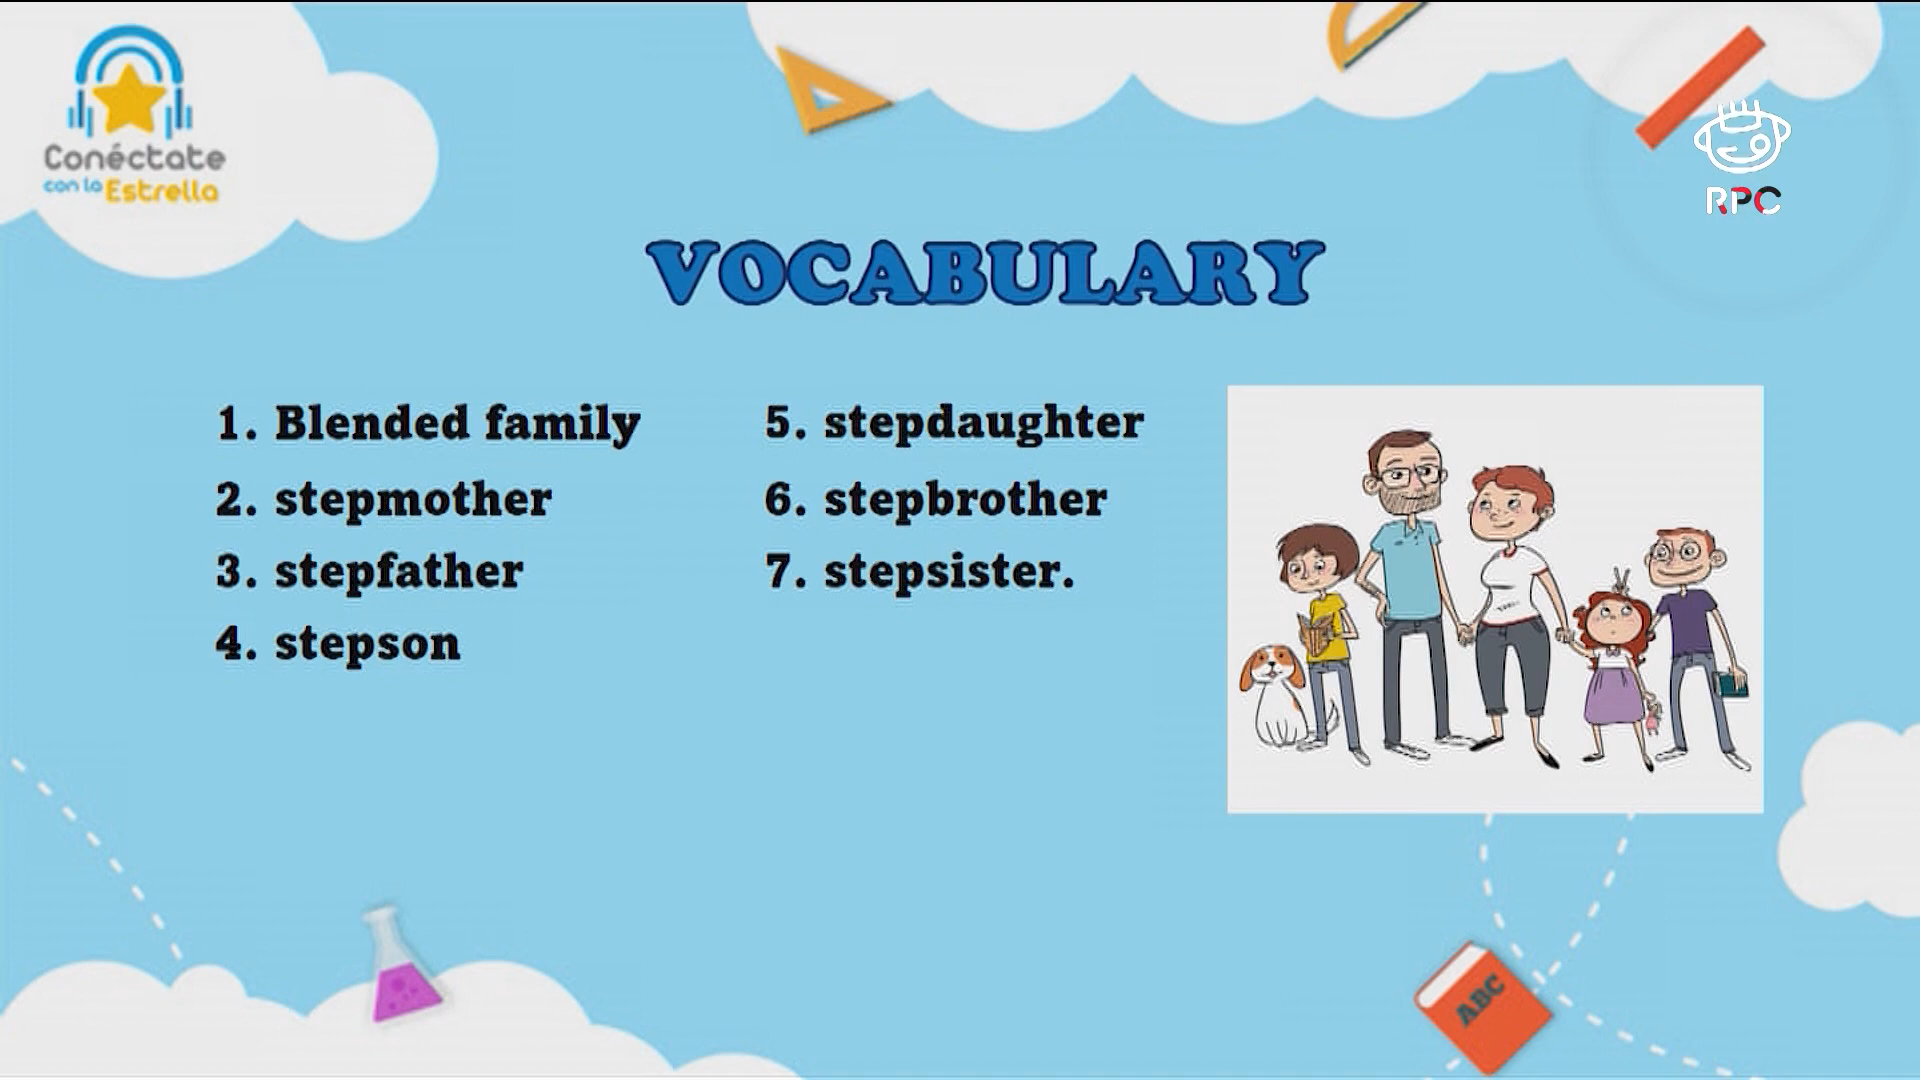 Conéctate
con la Estrella
RPC
VOCABULARY
1. Blended family
2. stepmother
3. stepfather
4. stepson
5. stepdaughter
6. stepbrother
7. stepsister.
ABC